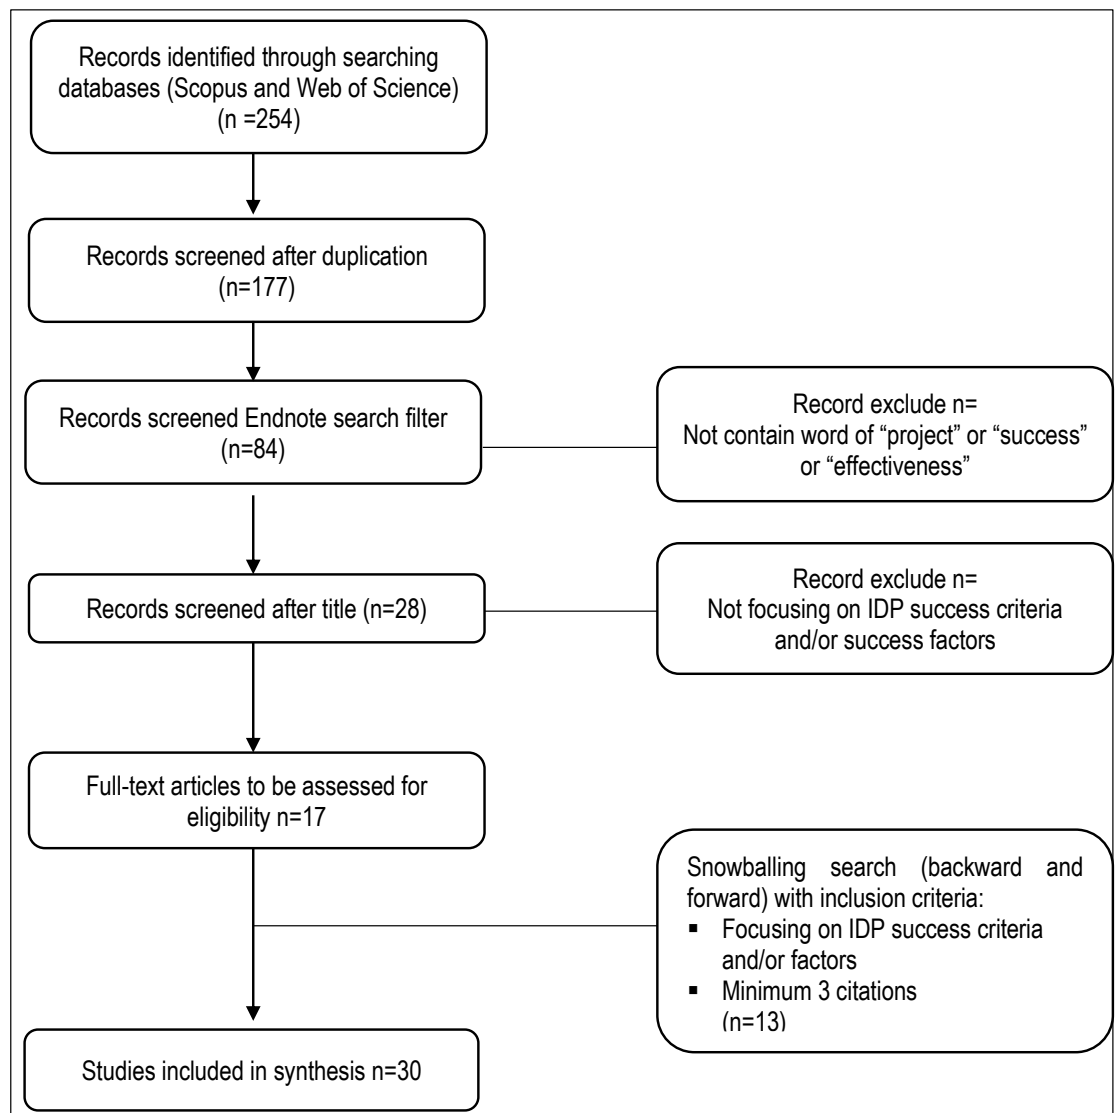 Records identified through searching
databases (Scopus and Web of Science)
(n =254)
Records screened after duplication
(n=177)
Records screened Endnote search filter
(n=84)
Record exclude n=
Not contain word of “project” or “success”
or “effectiveness”
Records screened after title (n=28)
Record exclude n=
Not focusing on IDP success criteria
and/or success factors
Full-text articles to be assessed for
eligibility n=17
Snowballing search (backward and
forward) with inclusion criteria:
▪ Focusing on IDP success criteria
and/or factors
▪ Minimum 3 citations
(n=13)
Studies included in synthesis n=30